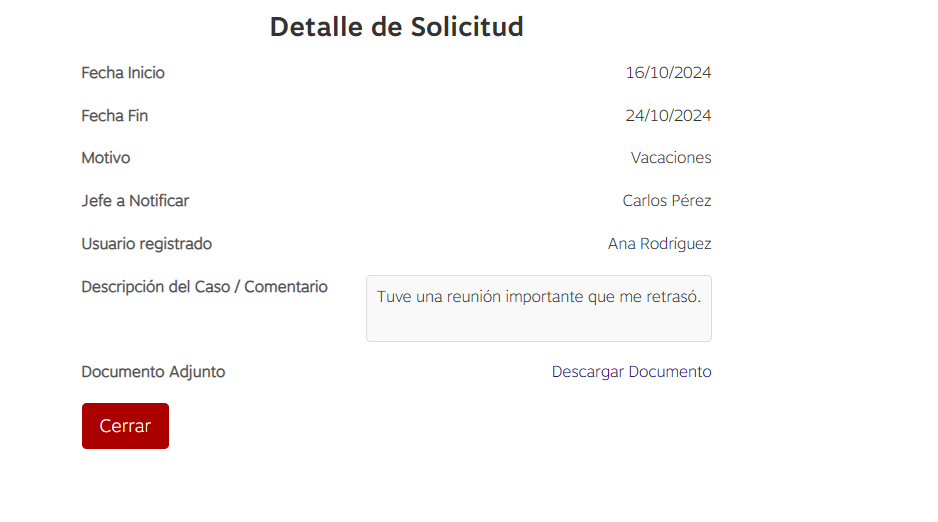 Detalle de Solicitud
Fecha Inicio 16/10/2024
Fecha Fin 24/10/2024
Motivo Vacaciones
Jefe a Notificar Carlos Pérez
Usuario registrado Ana Rodríguez
Descripción del Caso / Comentario Tuve una reunión importante que me retrasó.
Documento Adjunto Descargar Documento
Cerrar